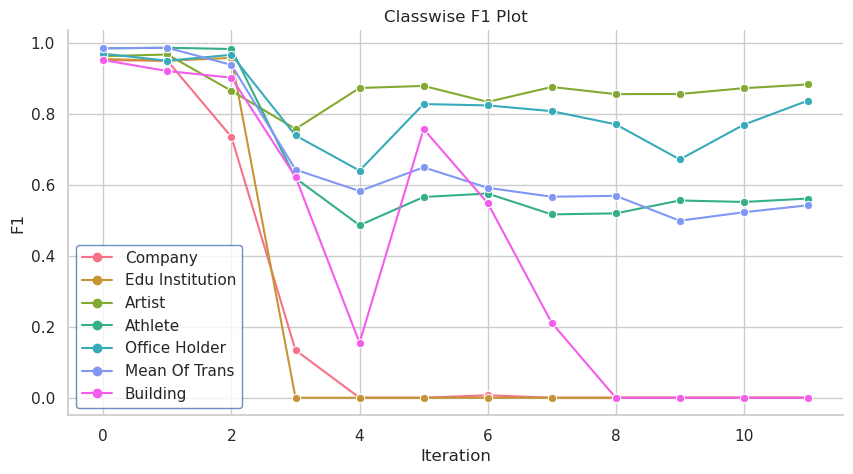 Classwise F1 Plot
1.0
0.8
0.6
0.4
0.2
0.0
F1
Company
Edu Institution
Artist
Athlete
Office Holder
Mean Of Trans
Building
0 2 4 6 8 10
Iteration